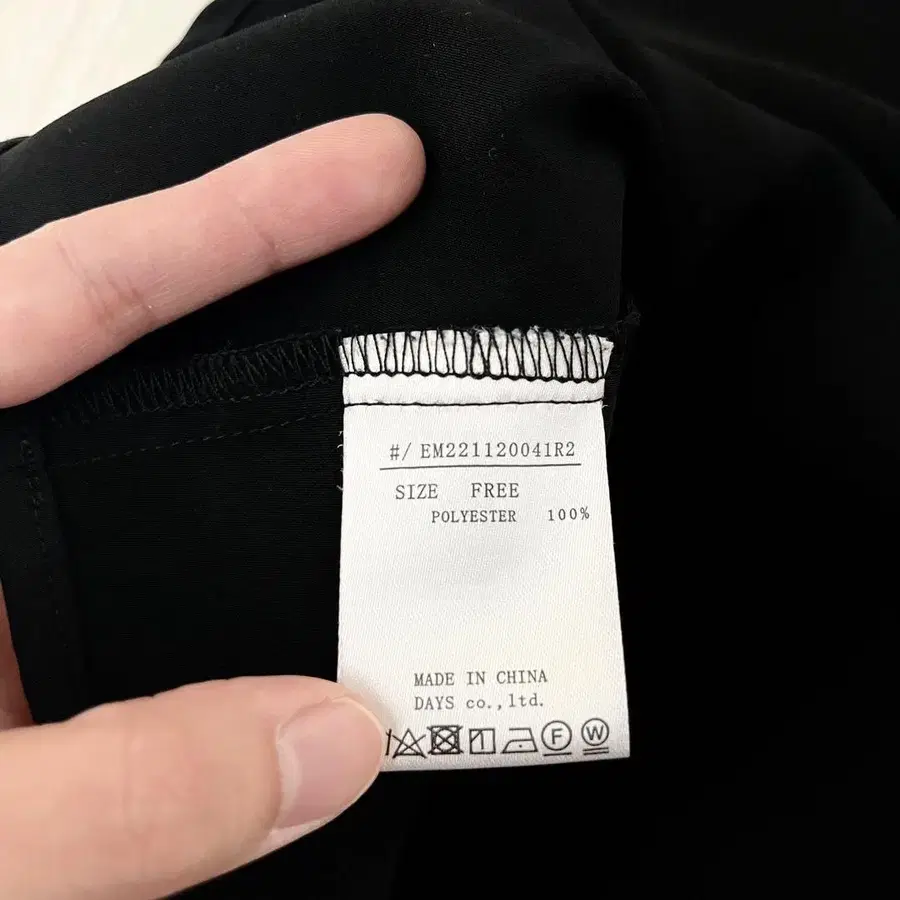 #/ EM221120041R2
SIZE FREE
POLYESTER 100%
MADE IN CHINA
DAYS co.,ltd.
F W